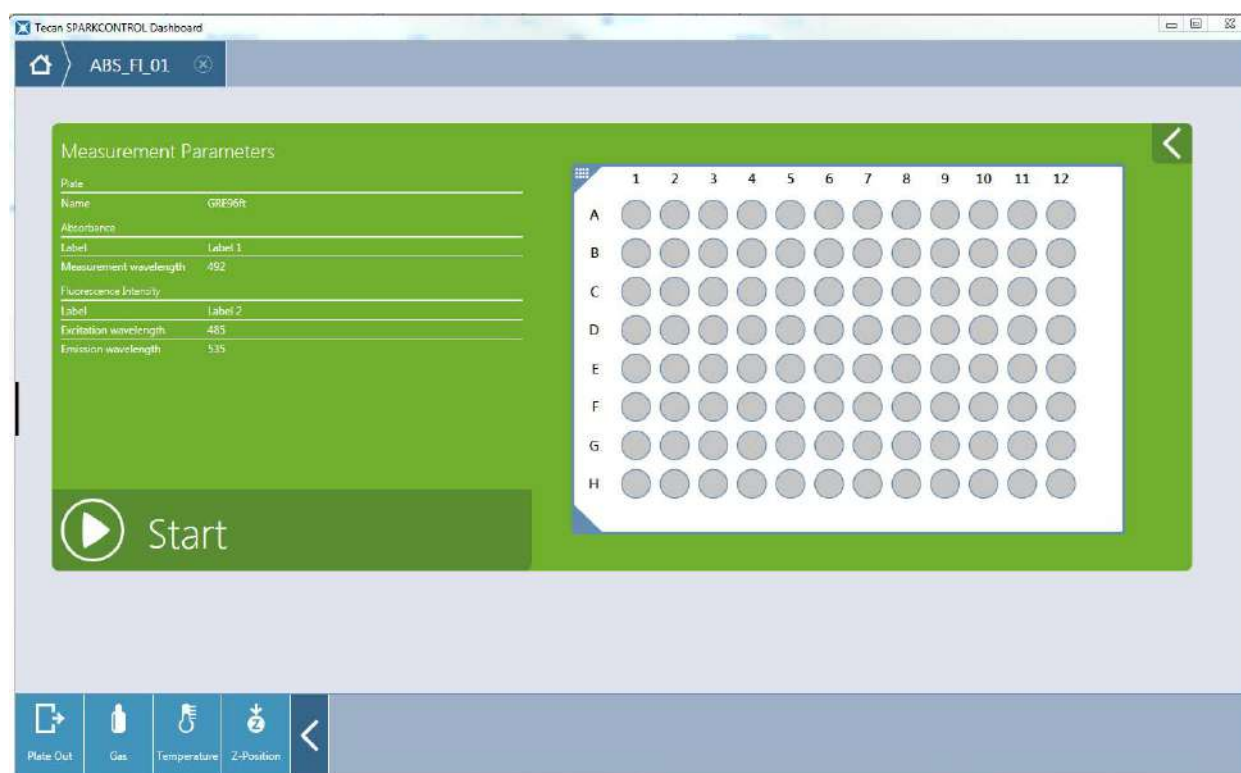 Tecan SPARKCONTROL Dashboard
ABS_FI_01
Measurement Parameters
Plate
Name GRE96ft
Absorbance
Label Label 1
Measurement wavelength 492
Fluorescence Intensity
Label Label 2
Excitation wavelength 485
Emission wavelength 535
1 2 3 4 5 6 7 8 9 10 11 12
A
B
C
D
E
F
G
H
Start
Z
Plate Out Gas Temperature Z-Position